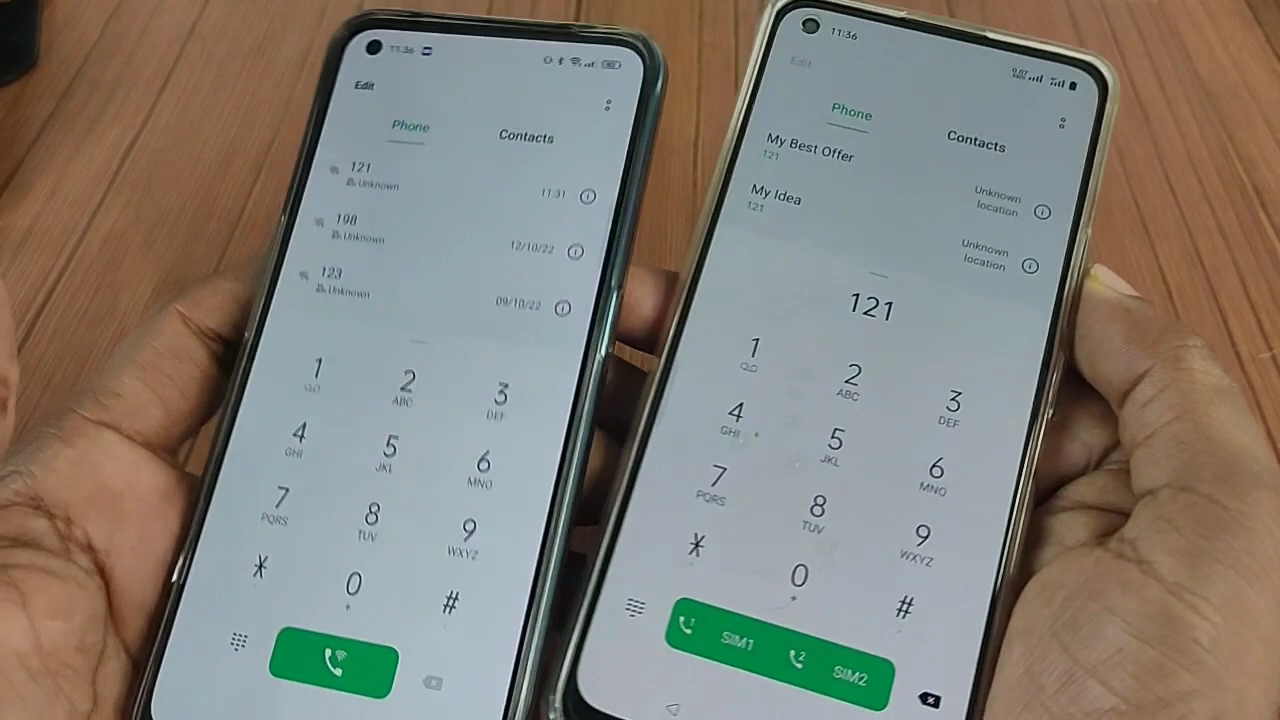 11:36
Edit
Phone
Contacts
121
Unknown
11:31
198
Unknown
12/10/22
123
Unknown
09/10/22
1
2
ABC
3
DEF
4
GHI
5
JKL
6
MNO
7
PQRS
8
TUV
9
WXYZ
*
0
+
#
11:36
Edit
Phone
Contacts
My Best Offer
121
Unknown
location
My Idea
121
Unknown
location
121
1
2
ABC
3
DEF
4
GHI
5
JKL
6
MNO
7
PQRS
8
TUV
9
WXYZ
*
0
+
#
1 SIM1
2 SIM2